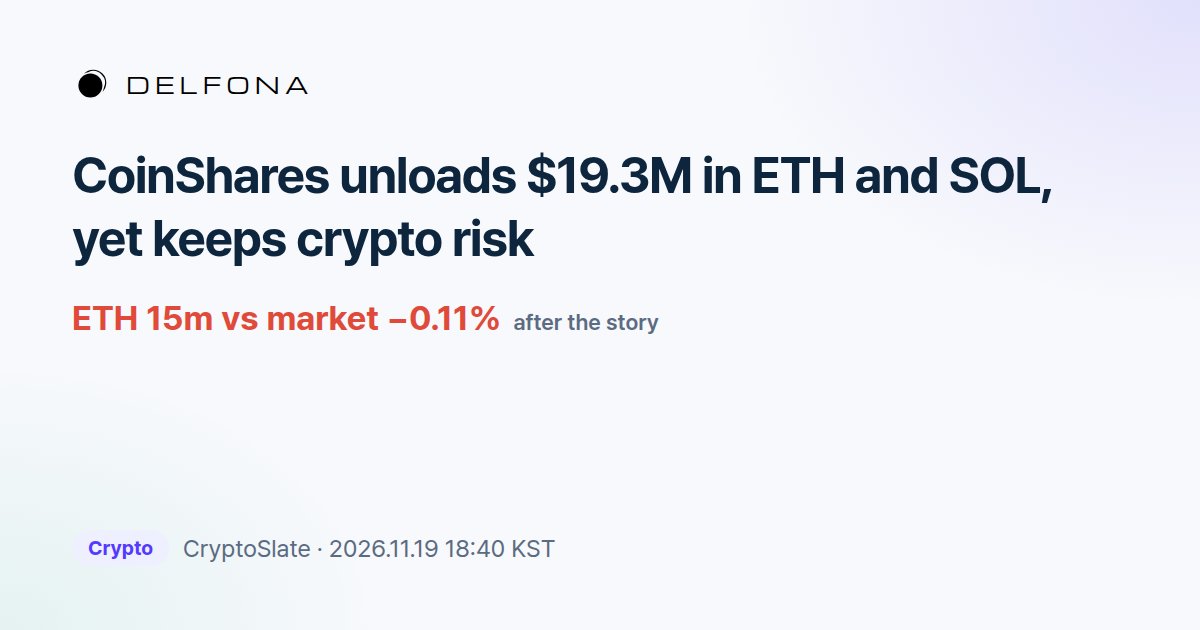 DELFONA
CoinShares unloads $19.3M in ETH and SOL,
yet keeps crypto risk
ETH 15m vs market −0.11% after the story
Crypto CryptoSlate · 2026.11.19 18:40 KST